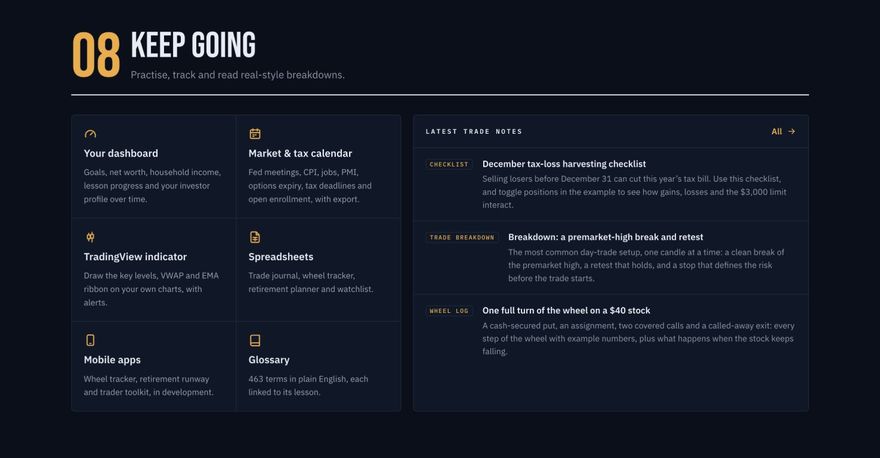 08
KEEP GOING
Practise, track and read real-style breakdowns.
Your dashboard
Goals, net worth, household income,
lesson progress and your investor
profile over time.
Market & tax calendar
Fed meetings, CPI, jobs, PMI,
options expiry, tax deadlines and
open enrollment, with export.
TradingView indicator
Draw the key levels, VWAP and EMA
ribbon on your own charts, with
alerts.
Spreadsheets
Trade journal, wheel tracker,
retirement planner and watchlist.
Mobile apps
Wheel tracker, retirement runway
and trader toolkit, in development.
Glossary
463 terms in plain English, each
linked to its lesson.
LATEST TRADE NOTES
All →
CHECKLIST
December tax-loss harvesting checklist
Selling losers before December 31 can cut this year’s tax bill. Use this checklist,
and toggle positions in the example to see how gains, losses and the $3,000 limit
interact.
TRADE BREAKDOWN
Breakdown: a premarket-high break and retest
The most common day-trade setup, one candle at a time: a clean break of
the premarket high, a retest that holds, and a stop that defines the risk
before the trade starts.
WHEEL LOG
One full turn of the wheel on a $40 stock
A cash-secured put, an assignment, two covered calls and a called-away exit: every
step of the wheel with example numbers, plus what happens when the stock keeps
falling.